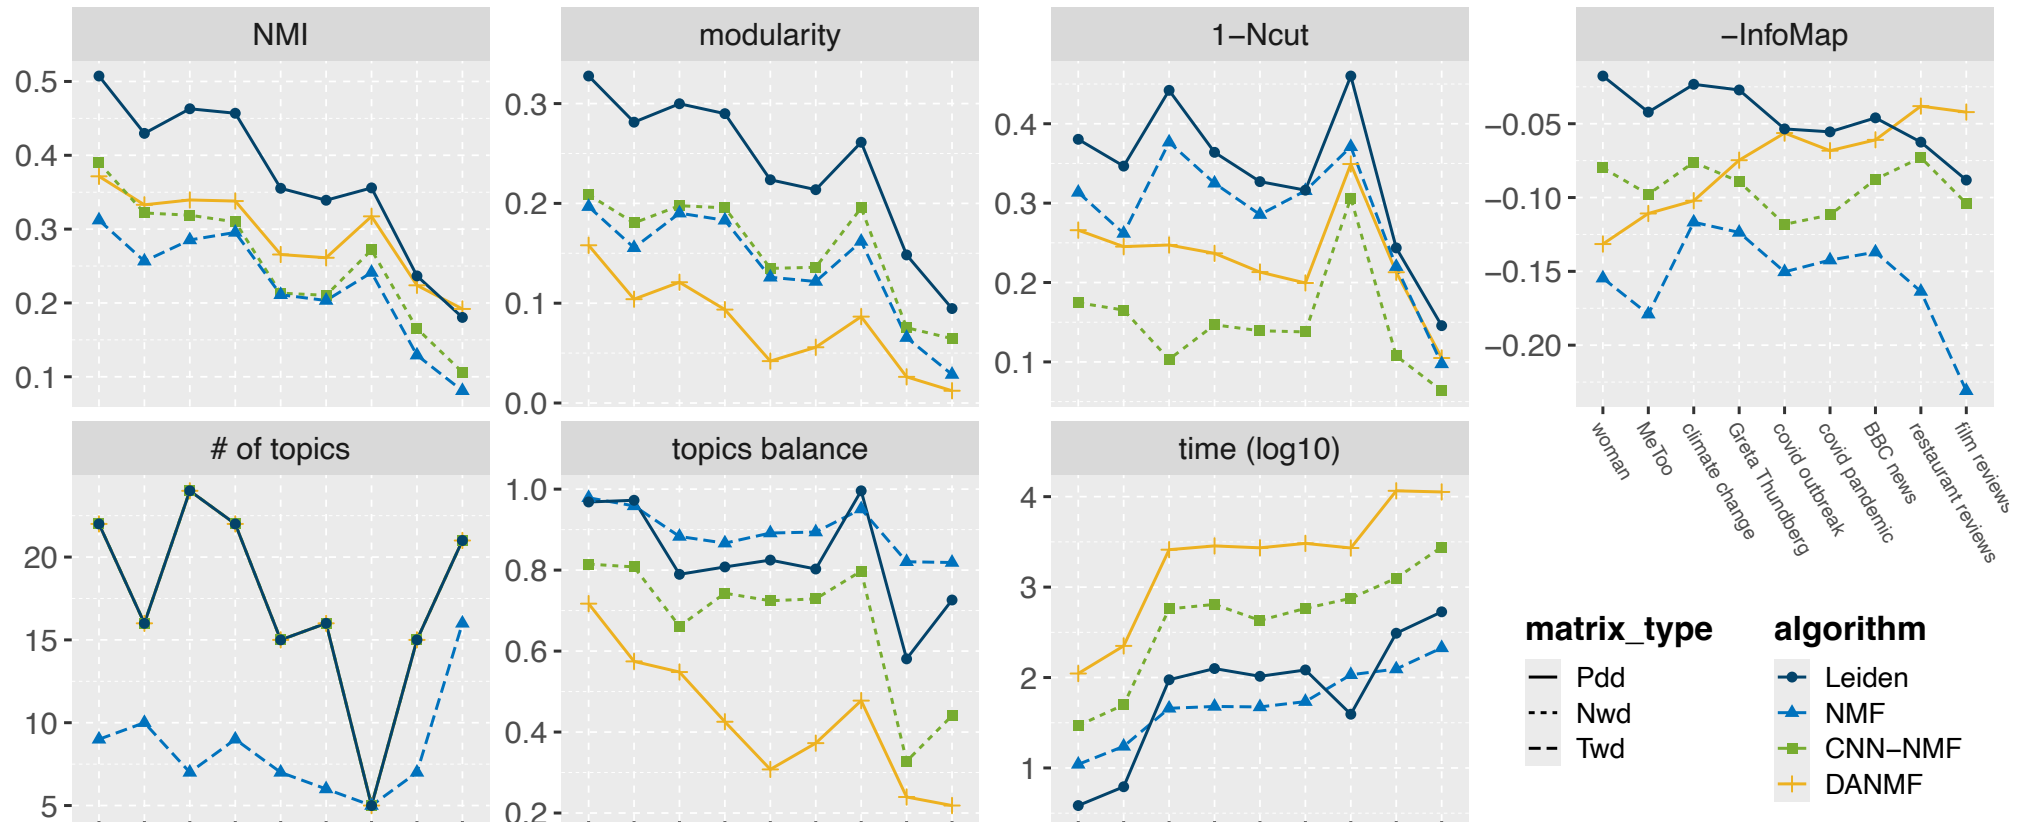 NMI
modularity
1−Ncut
−InfoMap
0.5
0.4
0.3
0.2
0.1
0.3
0.2
0.1
0.0
0.4
0.3
0.2
0.1
−0.05
−0.10
−0.15
−0.20
woman
MeToo
climate change
Greta Thundberg
covid outbreak
covid pandemic
BBC news
restaurant reviews
film reviews
# of topics
topics balance
time (log10)
20
15
10
5
1.0
0.8
0.6
0.4
0.2
4
3
2
1
matrix_type
Pdd
Nwd
Twd
algorithm
Leiden
NMF
CNN−NMF
DANMF